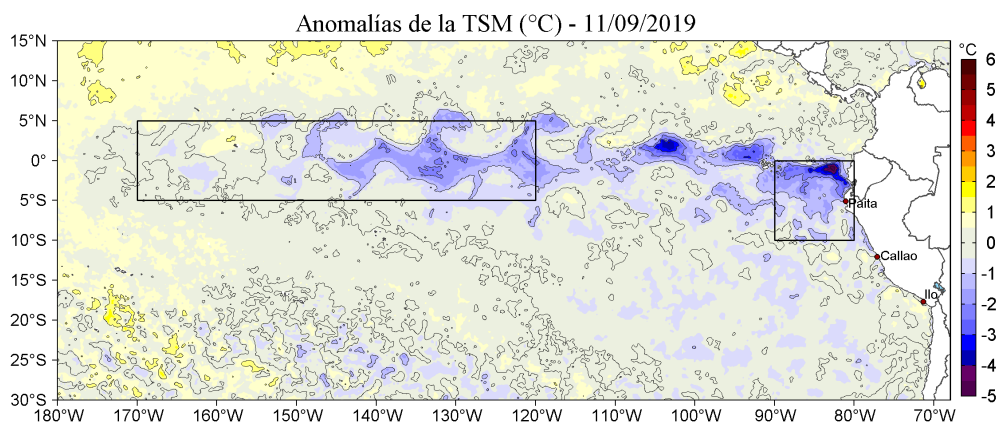 Anomalías de la TSM (°C) - 11/09/2019
15°N
10°N
5°N
0°
5°S
10°S
15°S
20°S
25°S
30°S
180°W
170°W
160°W
150°W
140°W
130°W
120°W
110°W
100°W
90°W
80°W
70°W
Paita
Callao
Ilo
°C
6
5
4
3
2
1
0
-1
-2
-3
-4
-5